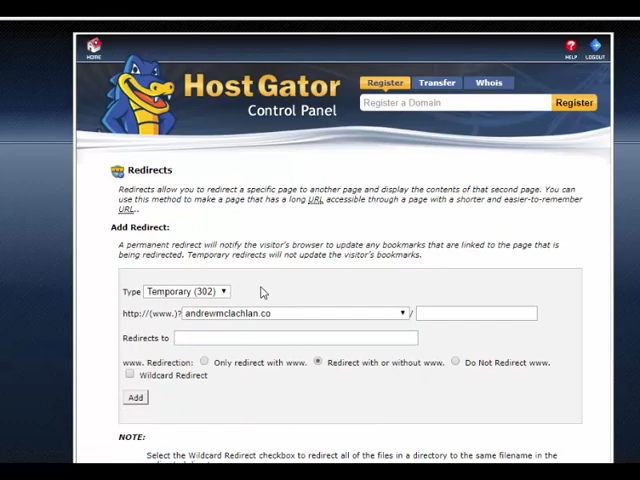 HOME
HELP
LOGOUT
HostGator
Control Panel
Register
Transfer
Whois
Register a Domain
Register
Redirects
Redirects allow you to redirect a specific page to another page and display the contents of that second page. You can
use this method to make a page that has a long URL accessible through a page with a shorter and easier-to-remember
URL..
Add Redirect:
A permanent redirect will notify the visitor's browser to update any bookmarks that are linked to the page that is
being redirected. Temporary redirects will not update the visitor's bookmarks.
Type Temporary (302)
http://(www.)? andrewmclachlan.co /
Redirects to
www. Redirection: Only redirect with www. Redirect with or without www. Do Not Redirect www.
Wildcard Redirect
Add
NOTE:
Select the Wildcard Redirect checkbox to redirect all of the files in a directory to the same filename in the